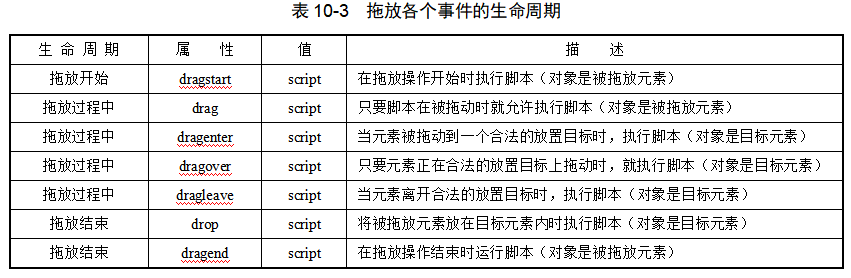 表 10-3 拖放各个事件的生命周期
生 命 周 期 属 性 值 描 述
拖放开始 dragstart script 在拖放操作开始时执行脚本（对象是被拖放元素）
拖放过程中 drag script 只要脚本在被拖动时就允许执行脚本（对象是被拖放元素）
拖放过程中 dragenter script 当元素被拖动到一个合法的放置目标时，执行脚本（对象是目标元素）
拖放过程中 dragover script 只要元素正在合法的放置目标上拖动时，就执行脚本（对象是目标元素）
拖放过程中 dragleave script 当元素离开合法的放置目标时，执行脚本（对象是目标元素）
拖放结束 drop script 将被拖放元素放在目标元素内时执行脚本（对象是目标元素）
拖放结束 dragend script 在拖放操作结束时运行脚本（对象是被拖放元素）